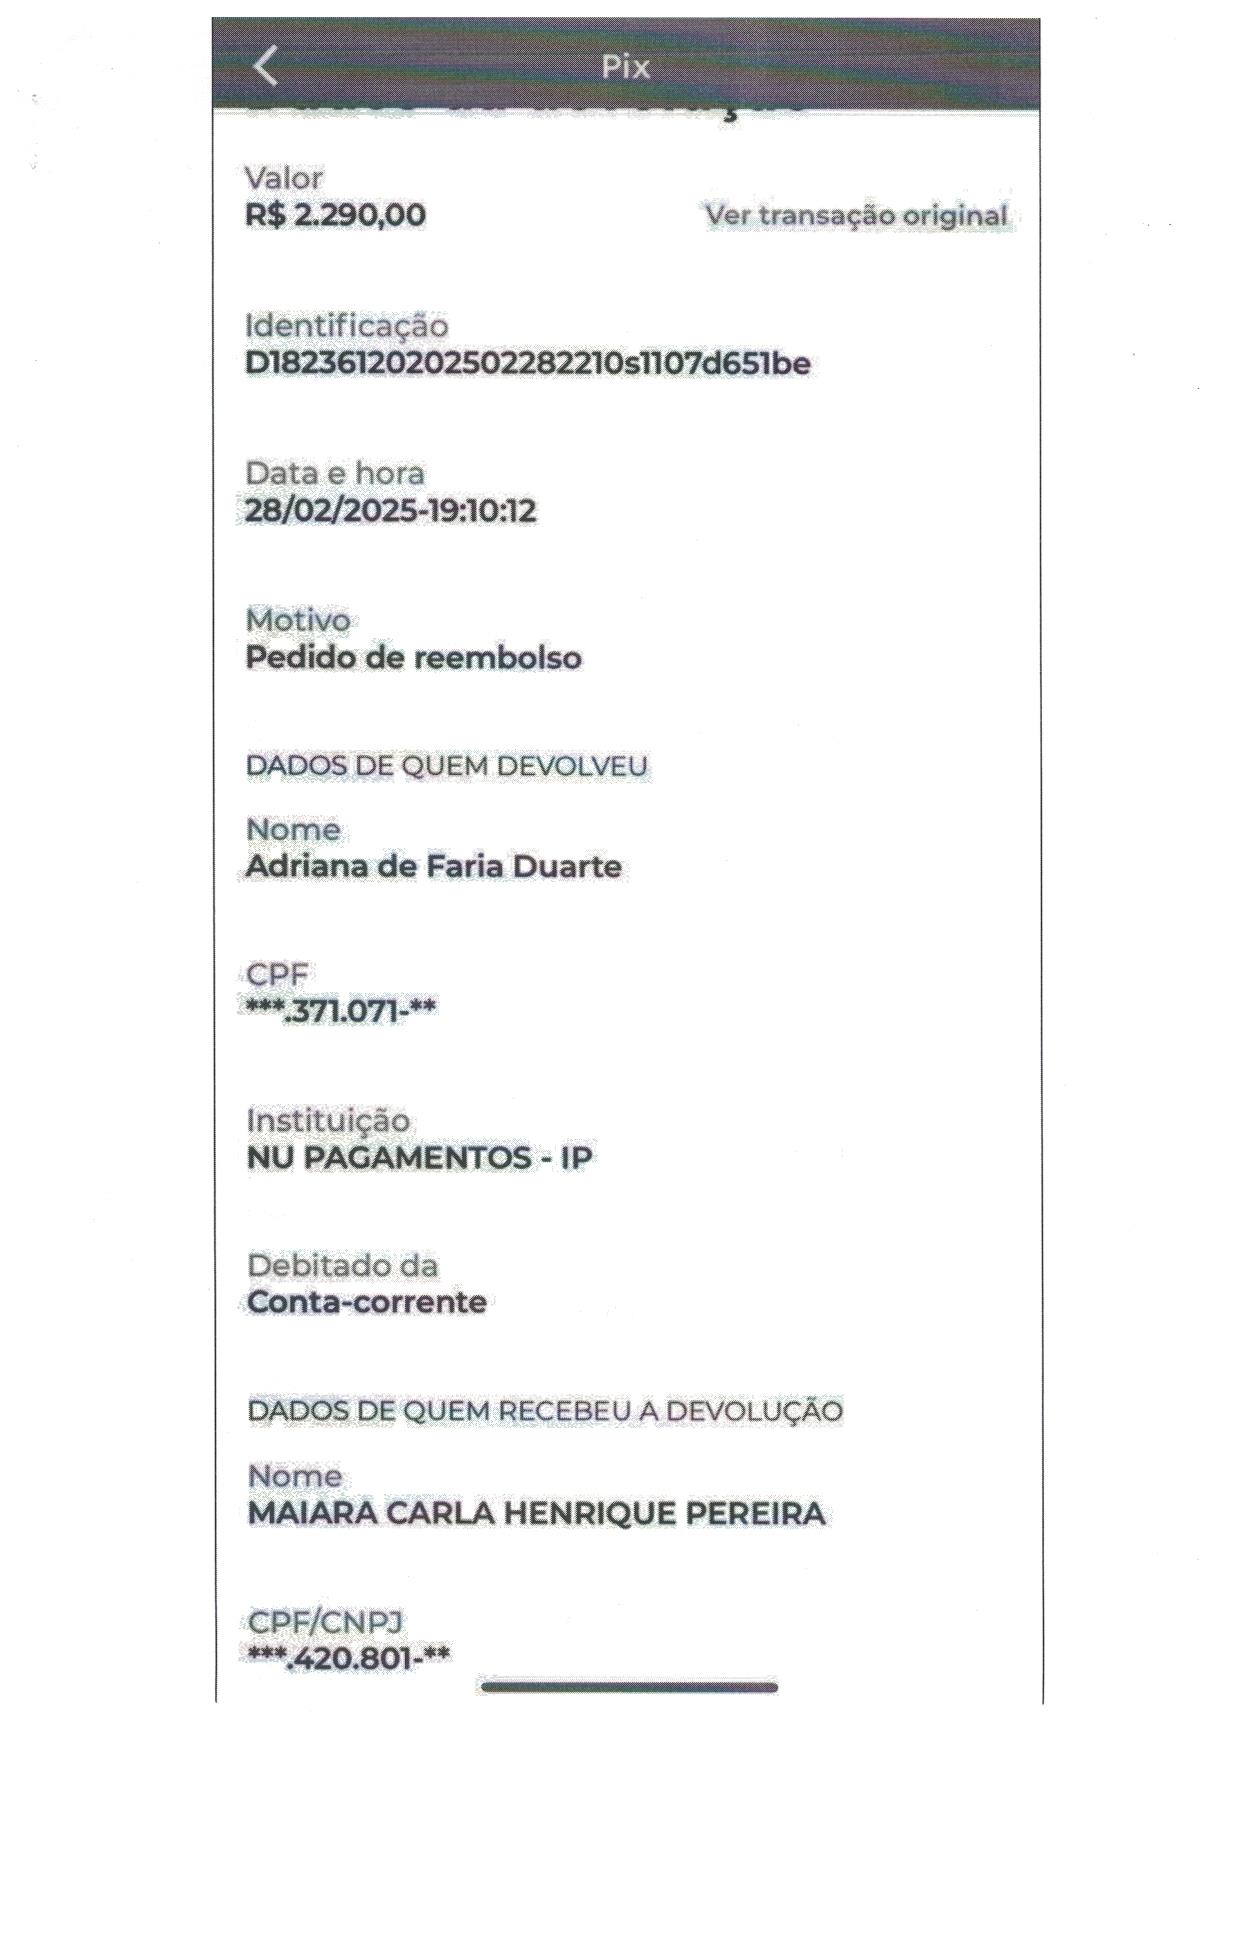 Pix
Valor
R$ 2.290,00
Ver transação original
Identificação
D18236120202502282210s1107d651be
Data e hora
28/02/2025-19:10:12
Motivo
Pedido de reembolso
DADOS DE QUEM DEVOLVEU
Nome
Adriana de Faria Duarte
CPF
***.371.071-**
Instituição
NU PAGAMENTOS - IP
Debitado da
Conta-corrente
DADOS DE QUEM RECEBEU A DEVOLUÇÃO
Nome
MAIARA CARLA HENRIQUE PEREIRA
CPF/CNPJ
***.420.801-**